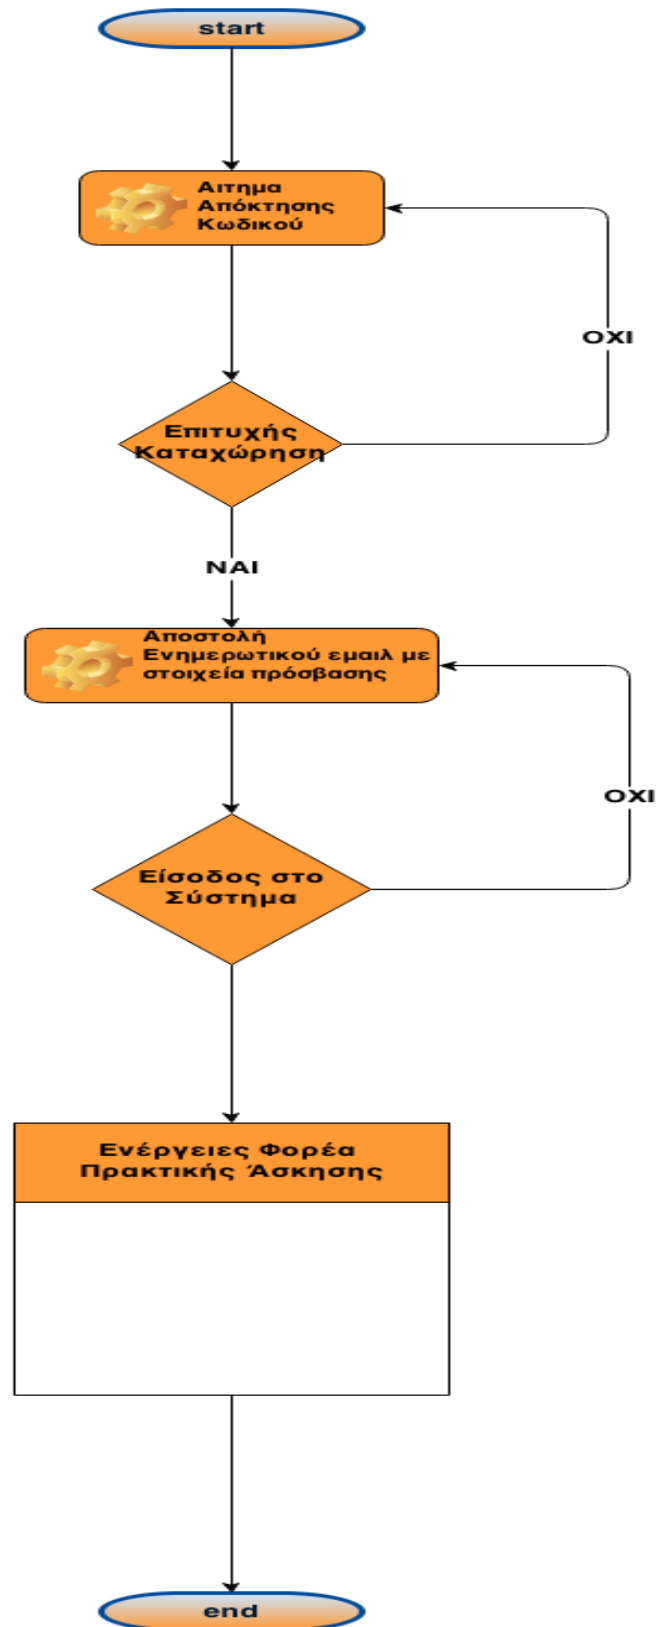 start
Αιτημα
Απόκτησης
Κωδικού
ΟΧΙ
Επιτυχής
Καταχώρηση
ΝΑΙ
Αποστολή
Ενημερωτικού εμαιλ με
στοιχεία πρόσβασης
ΟΧΙ
Είσοδος στο
Σύστημα
Ενέργειες Φορέα
Πρακτικής Άσκησης
end